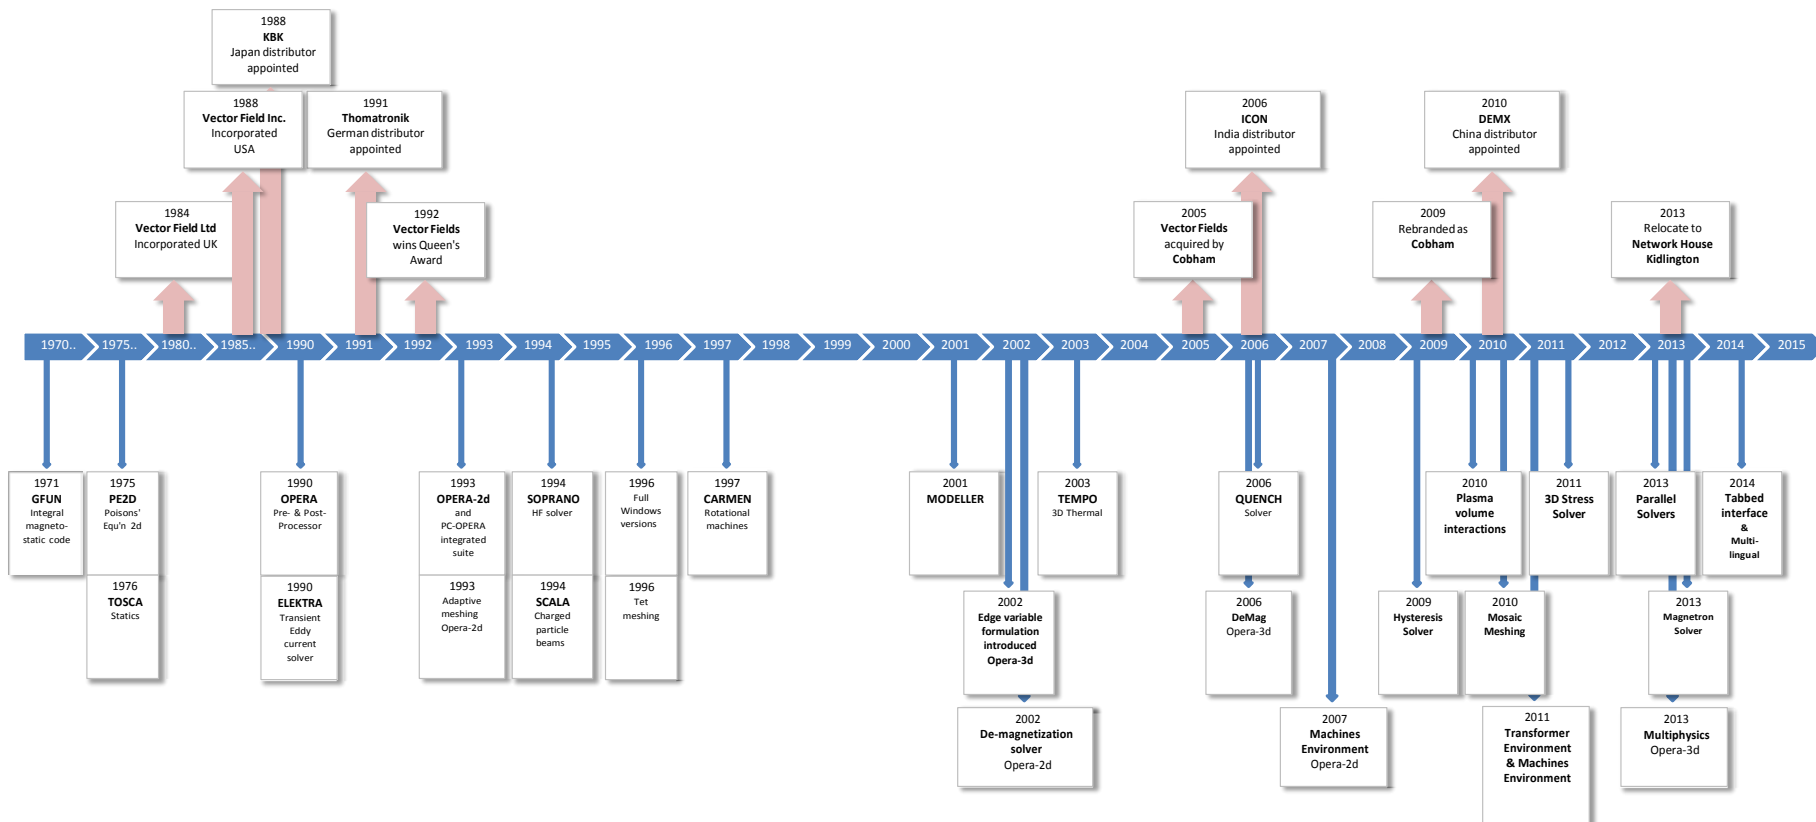 1988
KBK
Japan distributor
appointed
1988
Vector Field Inc.
Incorporated
USA
1991
Thomatronik
German distributor
appointed
2006
ICON
India distributor
appointed
2010
DEMX
China distributor
appointed
1984
Vector Field Ltd
Incorporated UK
1992
Vector Fields
wins Queen's
Award
2005
Vector Fields
acquired by
Cobham
2009
Rebranded as
Cobham
2013
Relocate to
Network House
Kidlington
1970.. 1975.. 1980.. 1985.. 1990 1991 1992 1993 1994 1995 1996 1997 1998 1999 2000 2001 2002 2003 2004 2005 2006 2007 2008 2009 2010 2011 2012 2013 2014 2015
1971
GFUN
Integral
magneto-
static code
1975
PE2D
Poisons'
Equ'n 2d
1990
OPERA
Pre- & Post-
Processor
1993
OPERA-2d
and
PC-OPERA
integrated
suite
1994
SOPRANO
HF solver
1996
Full
Windows
versions
1997
CARMEN
Rotational
machines
2001
MODELLER
2003
TEMPO
3D Thermal
2006
QUENCH
Solver
2010
Plasma
volume
interactions
2011
3D Stress
Solver
2013
Parallel
Solvers
2014
Tabbed
interface
&
Multi-
lingual
1976
TOSCA
Statics
1990
ELEKTRA
Transient
Eddy
current
solver
1993
Adaptive
meshing
Opera-2d
1994
SCALA
Charged
particle
beams
1996
Tet
meshing
2002
Edge variable
formulation
introduced
Opera-3d
2006
DeMag
Opera-3d
2009
Hysteresis
Solver
2010
Mosaic
Meshing
2013
Magnetron
Solver
2002
De-magnetization
solver
Opera-2d
2007
Machines
Environment
Opera-2d
2011
Transformer
Environment
& Machines
Environment
2013
Multiphysics
Opera-3d